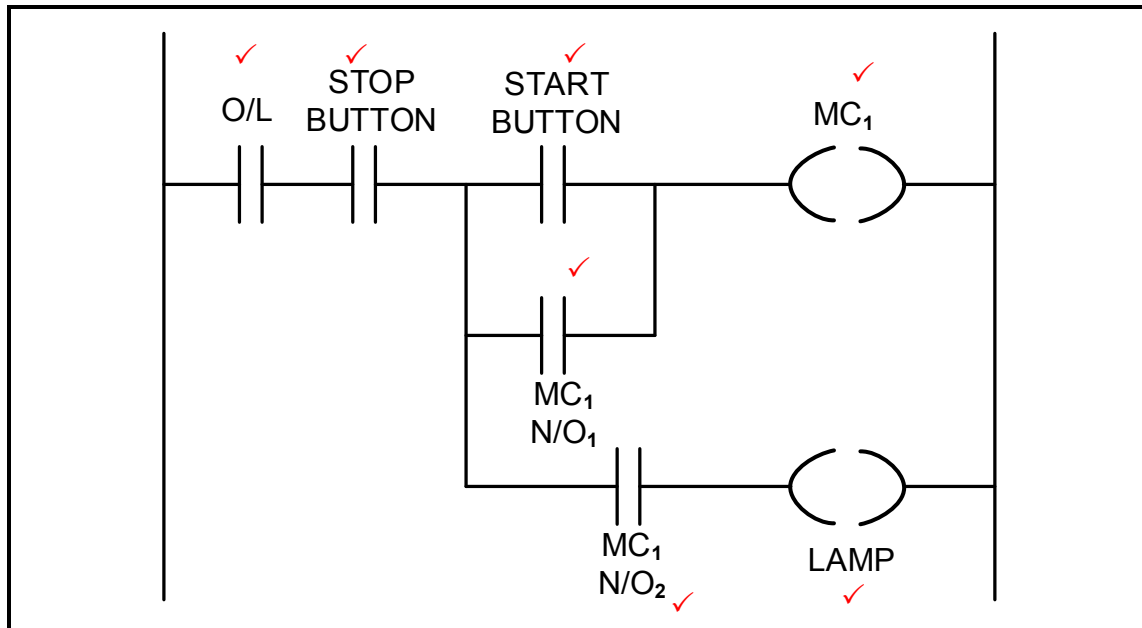 O/L
STOP
BUTTON
START
BUTTON
MC₁
MC₁
N/O₁
MC₁
N/O₂
LAMP